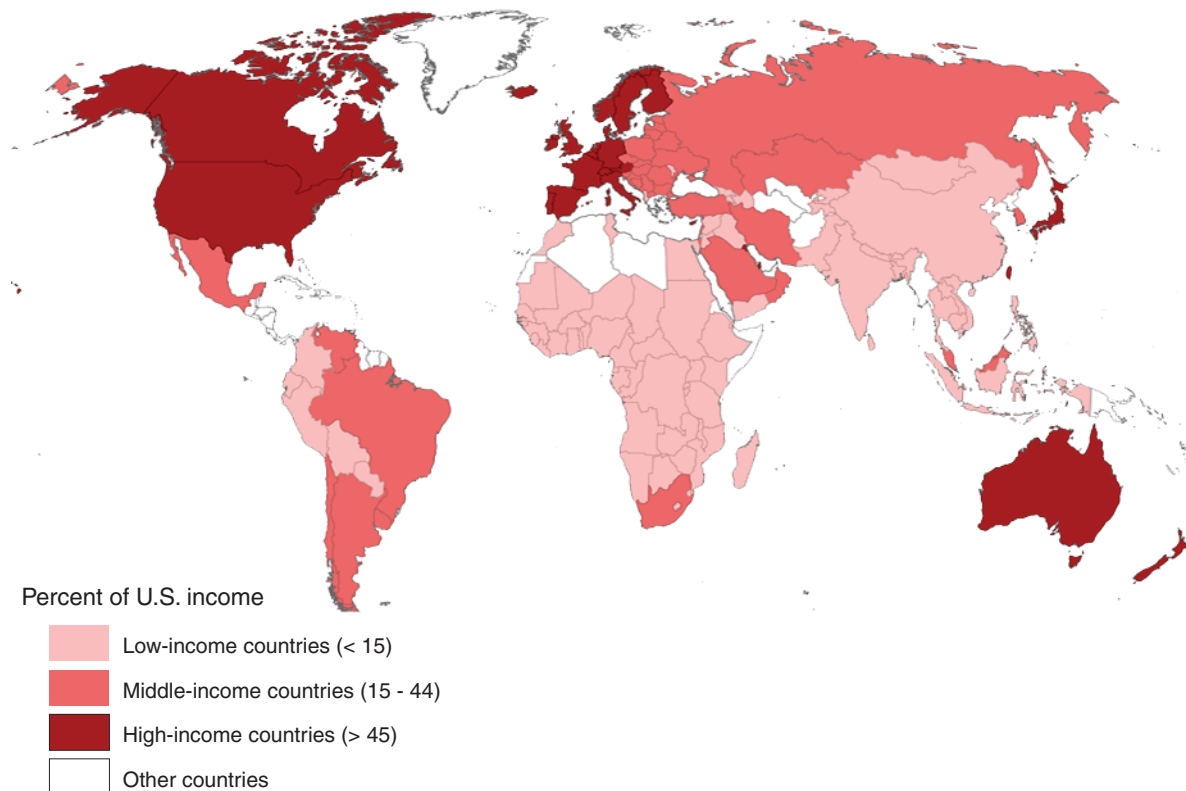 Percent of U.S. income
Low-income countries (< 15)
Middle-income countries (15 - 44)
High-income countries (> 45)
Other countries